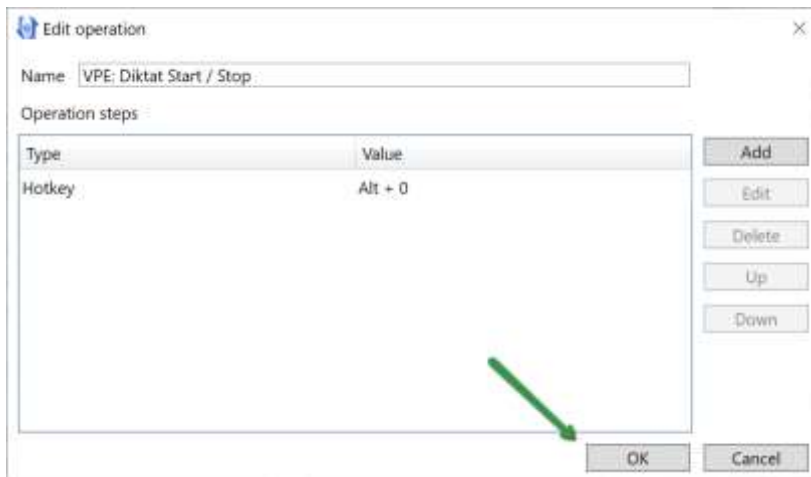 Edit operation
Name VPE: Diktat Start / Stop
Operation steps
Type Value Add
Hotkey Alt + 0 Edit
Delete
Up
Down
OK Cancel